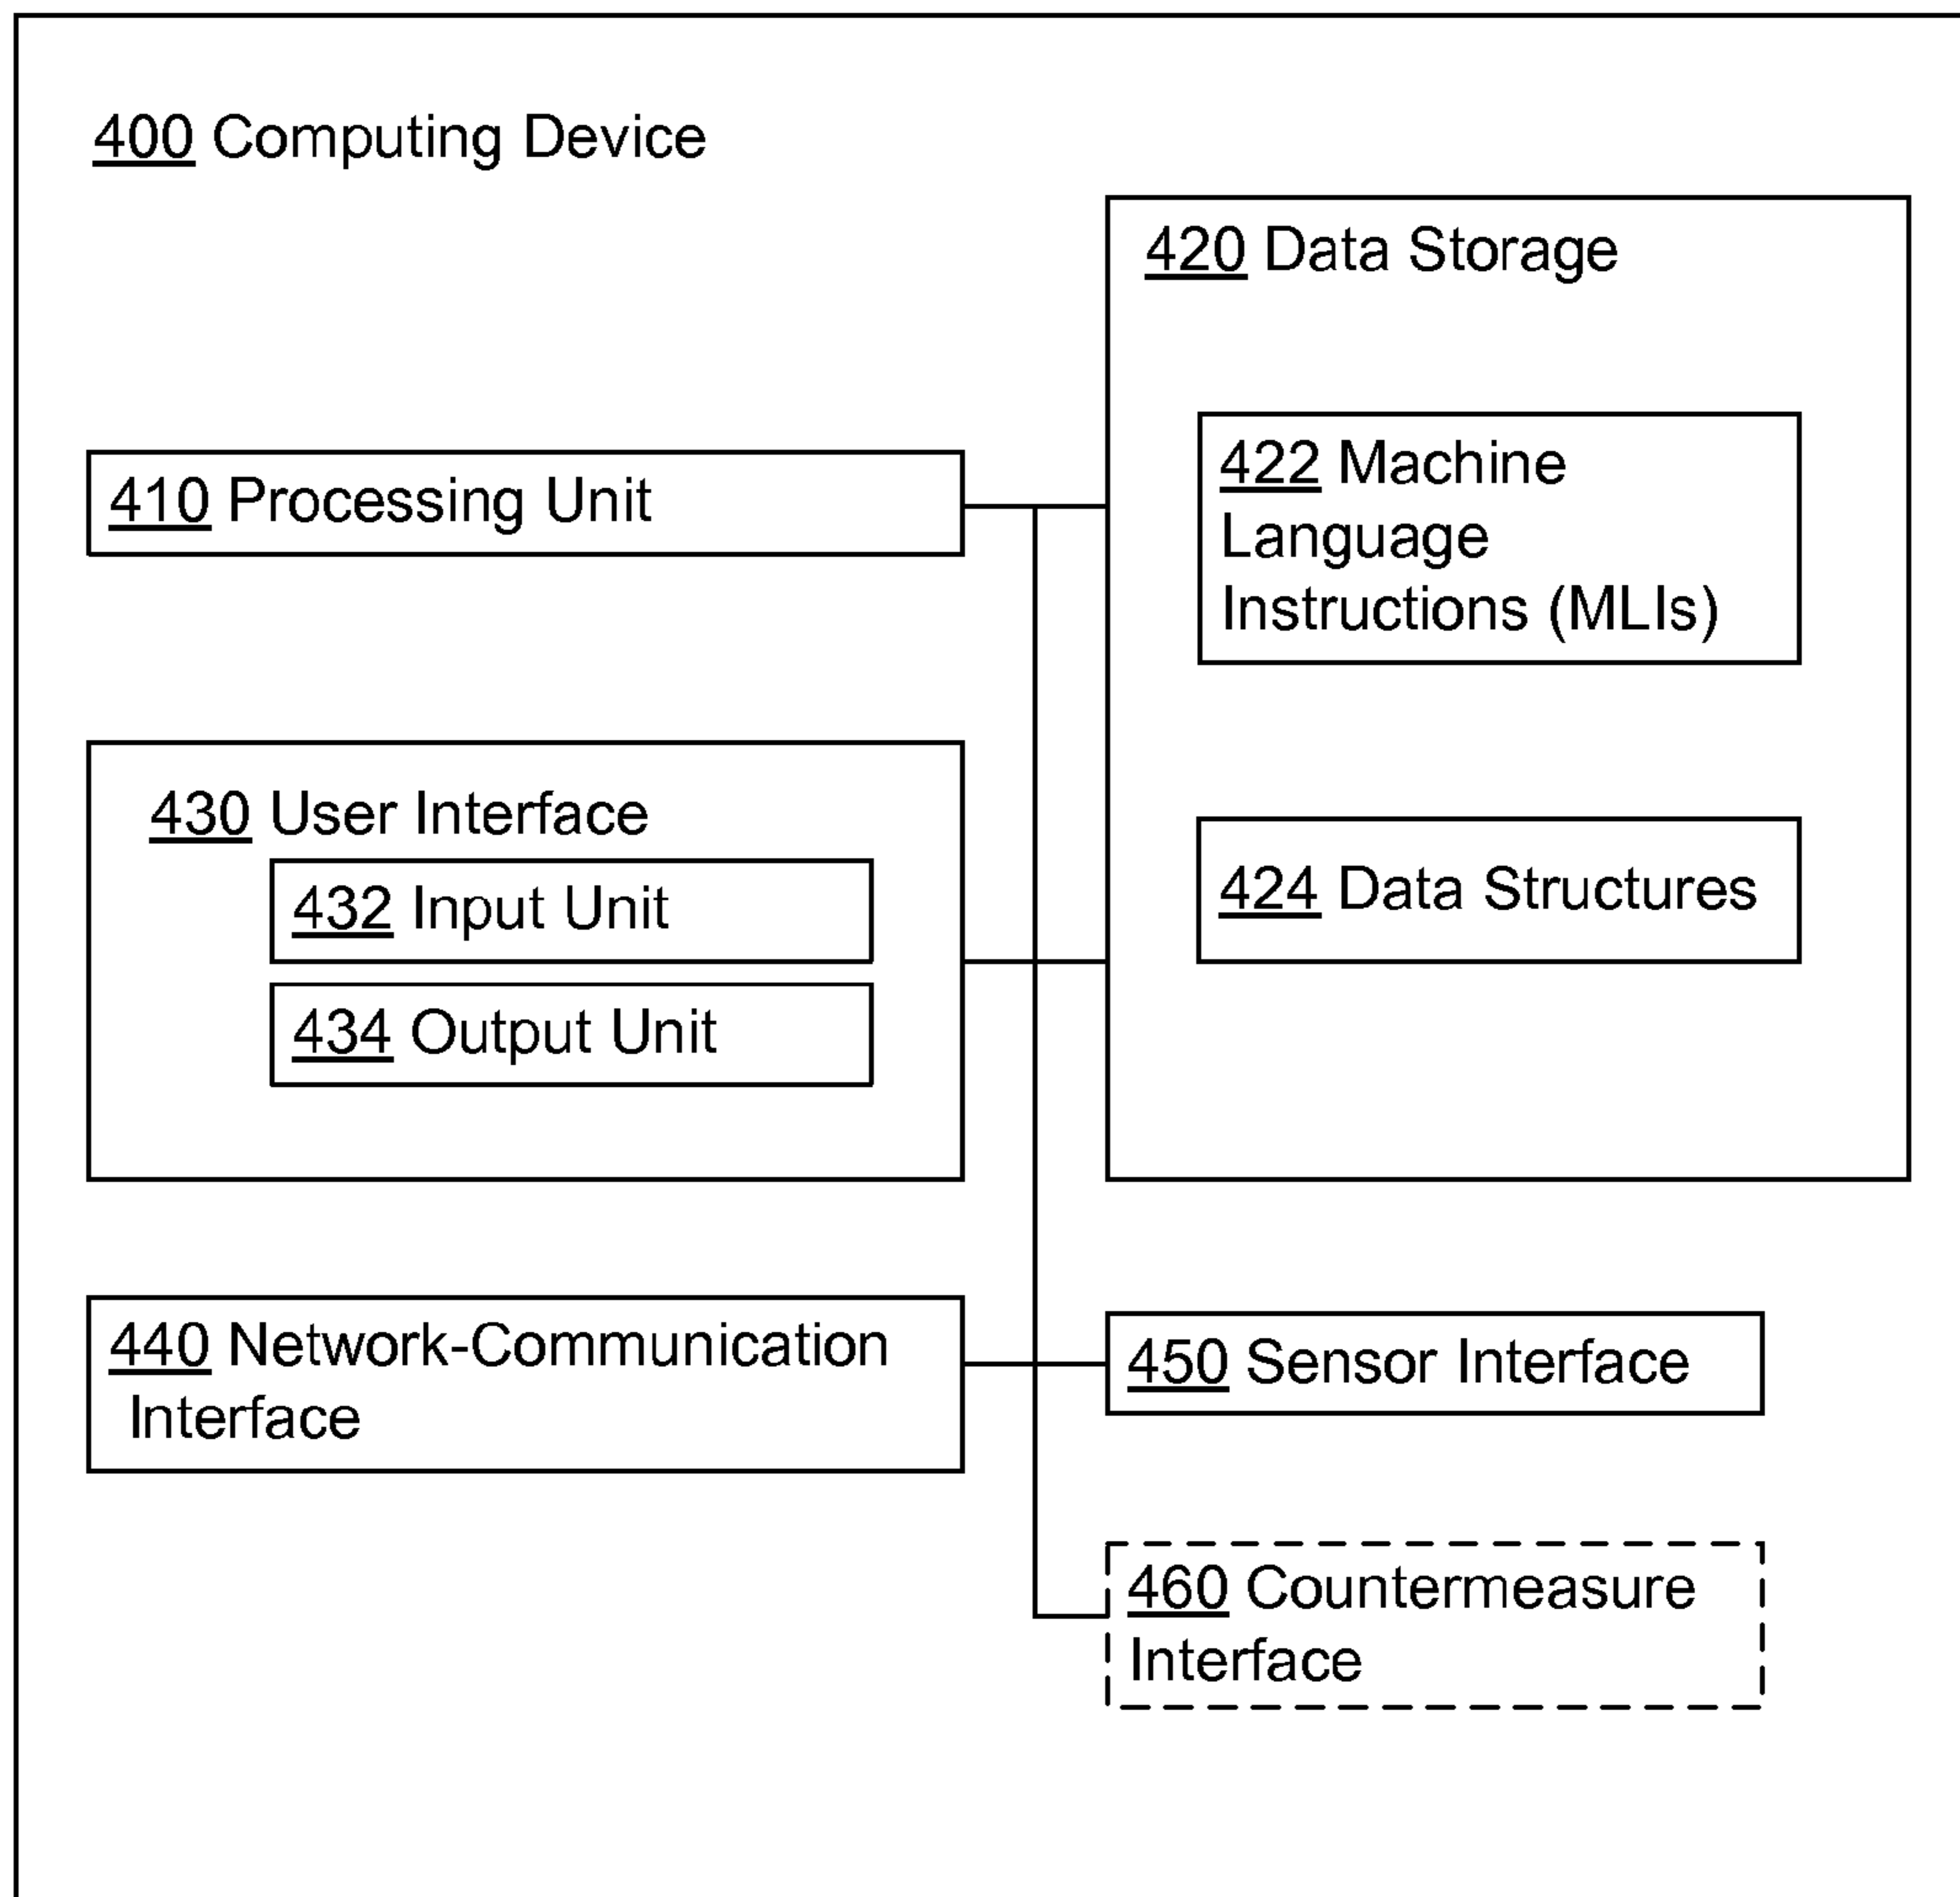 400 Computing Device
420 Data Storage
422 Machine
Language
Instructions (MLIs)
410 Processing Unit
430 User Interface
432 Input Unit
434 Output Unit
424 Data Structures
440 Network-Communication
Interface
450 Sensor Interface
460 Countermeasure
Interface